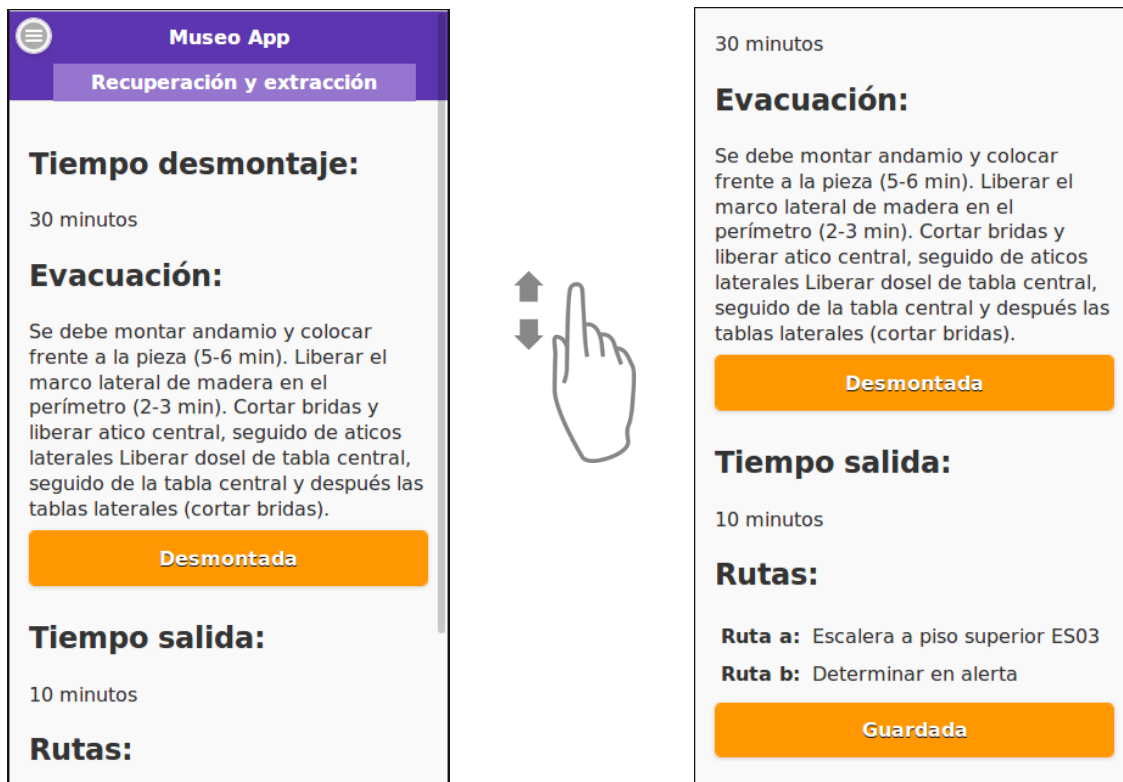 Museo App
Recuperación y extracción
Tiempo desmontaje:
30 minutos
Evacuación:
Se debe montar andamio y colocar
frente a la pieza (5-6 min). Liberar el
marco lateral de madera en el
perímetro (2-3 min). Cortar bridas y
liberar atico central, seguido de aticos
laterales Liberar dosel de tabla central,
seguido de la tabla central y después las
tablas laterales (cortar bridas).
Desmontada
Tiempo salida:
10 minutos
Rutas:
30 minutos
Evacuación:
Se debe montar andamio y colocar
frente a la pieza (5-6 min). Liberar el
marco lateral de madera en el
perímetro (2-3 min). Cortar bridas y
liberar atico central, seguido de aticos
laterales Liberar dosel de tabla central,
seguido de la tabla central y después las
tablas laterales (cortar bridas).
Desmontada
Tiempo salida:
10 minutos
Rutas:
Ruta a: Escalera a piso superior ES03
Ruta b: Determinar en alerta
Guardada